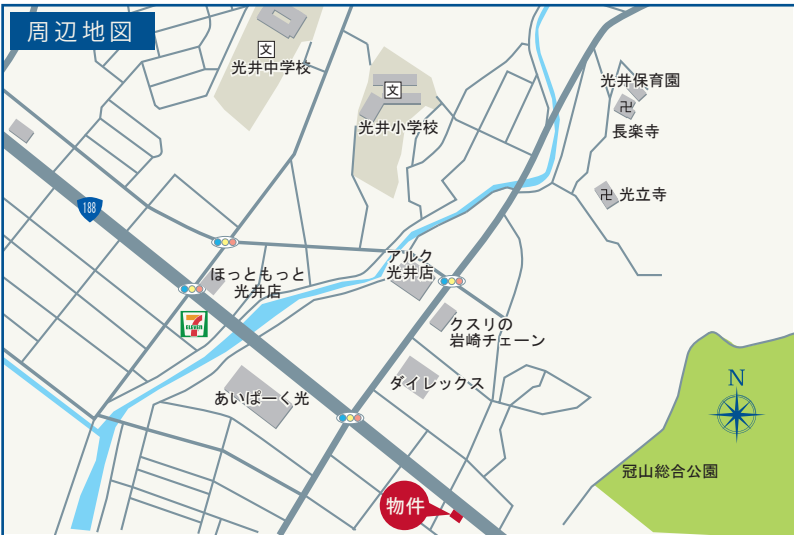 周辺地図
文
光井中学校
文
光井小学校
光井保育園
卍
長楽寺
卍 光立寺
188
アルク
光井店
ほっともっと
光井店
7
ELEVEN
クスリの
岩崎チェーン
ダイレックス
あいぱーく光
N
冠山総合公園
物件